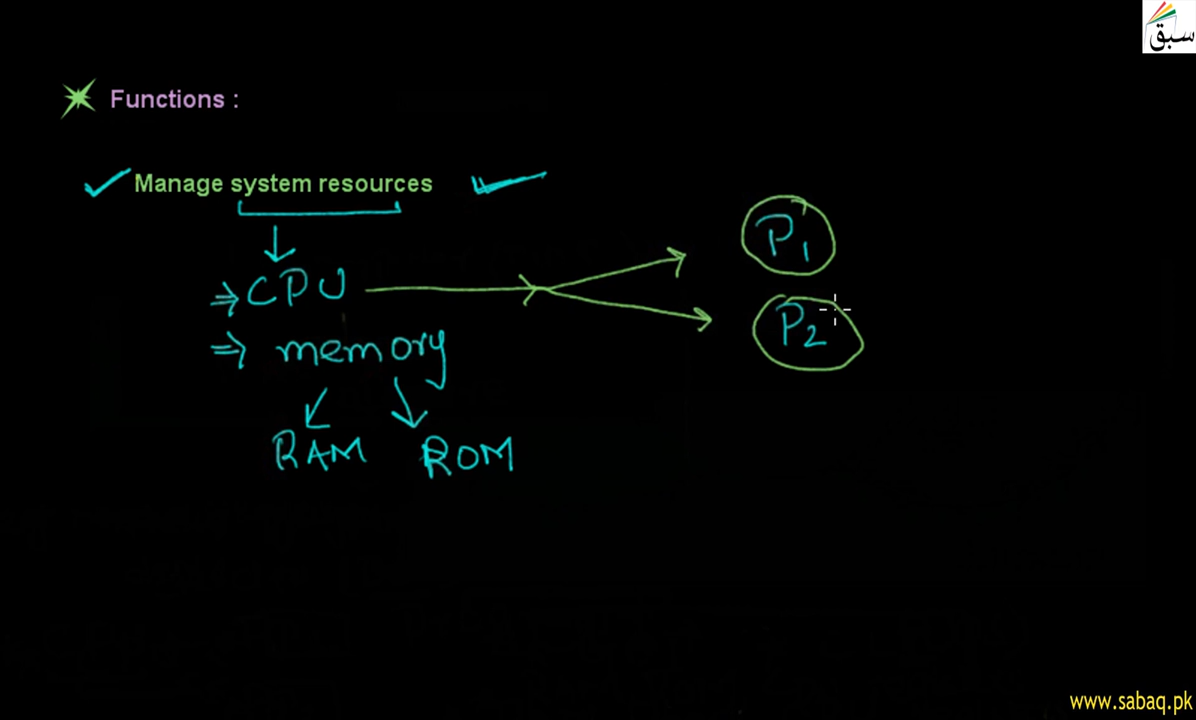 سبق
Functions :
Manage system resources
P1
⇒ CPU
P2
⇒ memory
RAM ROM
www.sabaq.pk